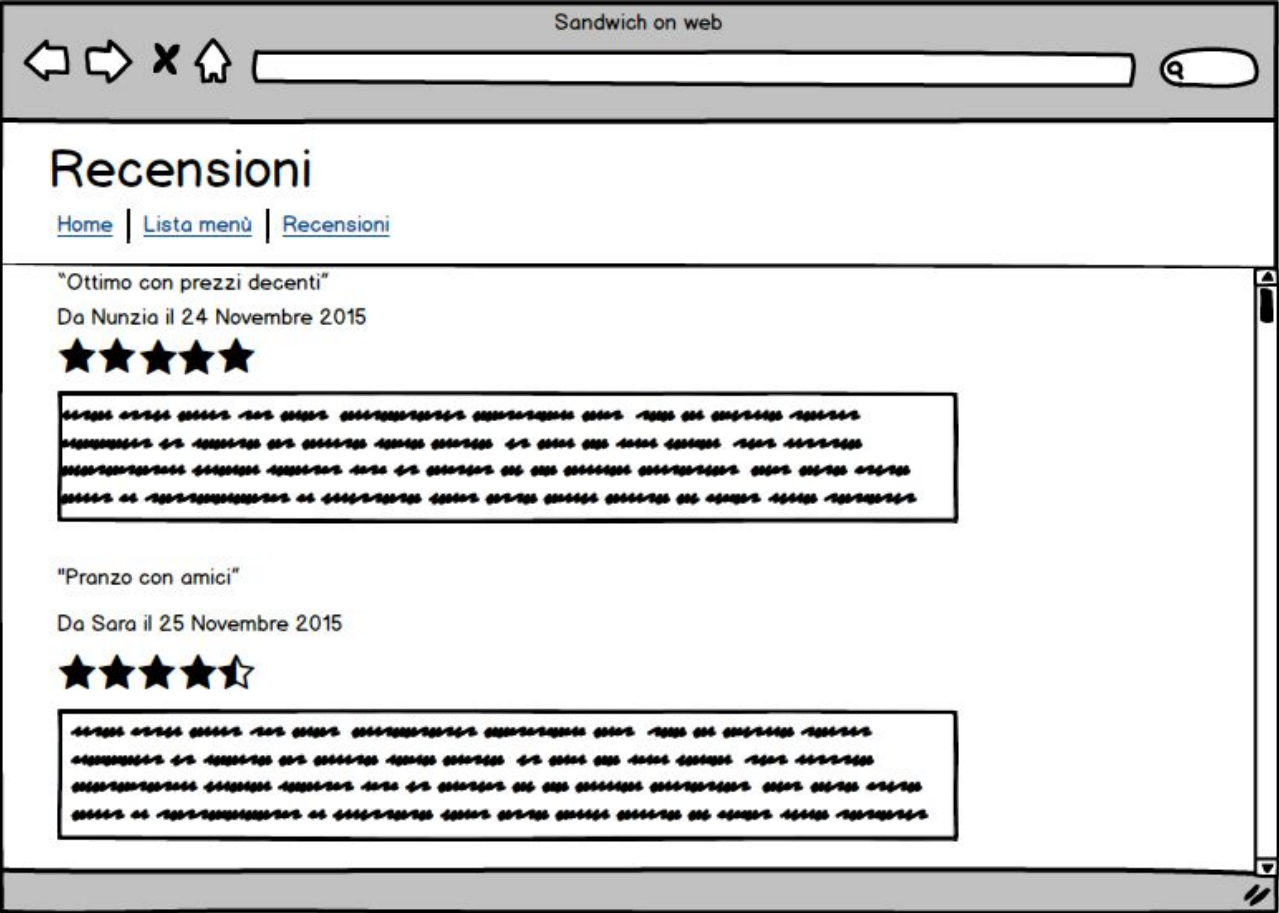 Sandwich on web
Recensioni
Home | Lista menù | Recensioni
"Ottimo con prezzi decenti"
Da Nunzia il 24 Novembre 2015
"Pranzo con amici"
Da Sara il 25 Novembre 2015